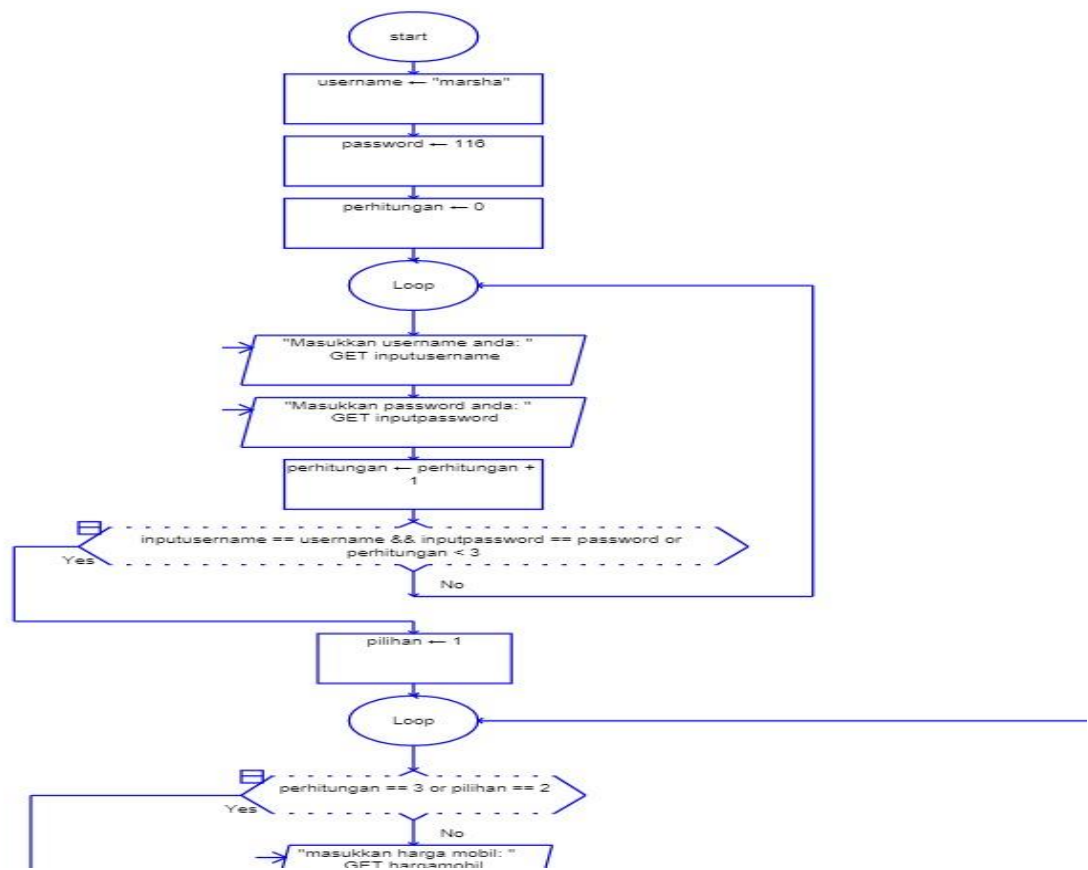 start
username ← "marsha"
password ← 116
perhitungan ← 0
Loop
"Masukkan username anda: "
GET inputusername
"Masukkan password anda: "
GET inputpassword
perhitungan ← perhitungan +
1
inputusername == username && inputpassword == password or
perhitungan < 3
Yes
No
pilihan ← 1
Loop
perhitungan == 3 or pilihan == 2
Yes
No
"masukkan harga mobil: "
GET hargamobil